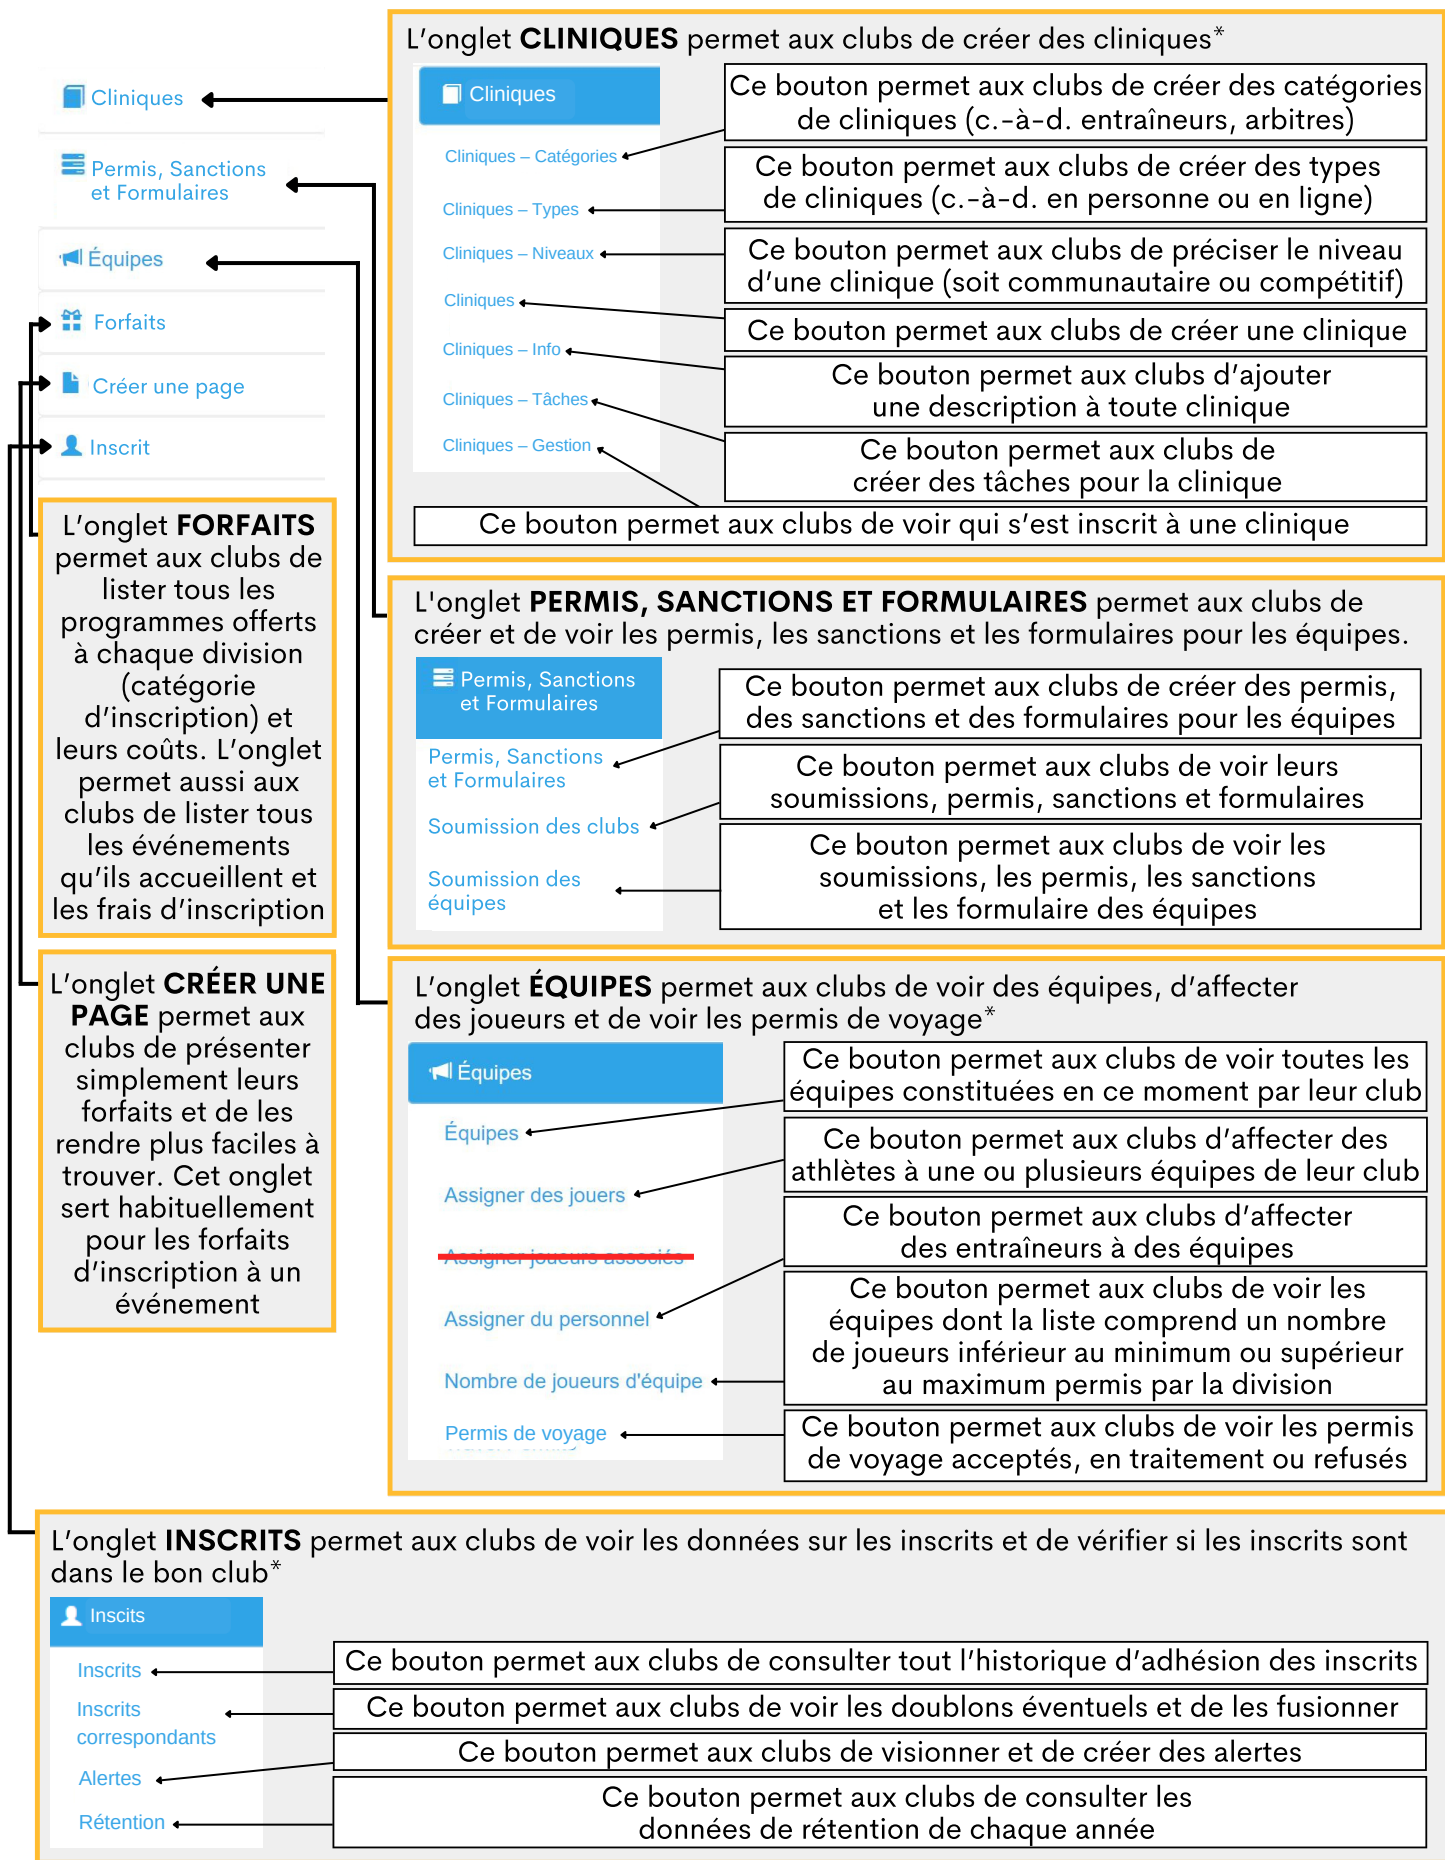 Cliniques
Permis, Sanctions
et Formulaires
Équipes
Forfaits
Créer une page
Inscrit
L’onglet CLINIQUES permet aux clubs de créer des cliniques*
Cliniques
Cliniques – Catégories
Cliniques – Types
Cliniques – Niveaux
Cliniques
Cliniques – Info
Cliniques – Tâches
Cliniques – Gestion
Ce bouton permet aux clubs de créer des catégories
de cliniques (c.-à-d. entraîneurs, arbitres)
Ce bouton permet aux clubs de créer des types
de cliniques (c.-à-d. en personne ou en ligne)
Ce bouton permet aux clubs de préciser le niveau
d’une clinique (soit communautaire ou compétitif)
Ce bouton permet aux clubs de créer une clinique
Ce bouton permet aux clubs d’ajouter
une description à toute clinique
Ce bouton permet aux clubs de
créer des tâches pour la clinique
Ce bouton permet aux clubs de voir qui s’est inscrit à une clinique
L’onglet FORFAITS
permet aux clubs de
lister tous les
programmes offerts
à chaque division
(catégorie
d’inscription) et
leurs coûts. L’onglet
permet aussi aux
clubs de lister tous
les événements
qu’ils accueillent et
les frais d’inscription
L'onglet PERMIS, SANCTIONS ET FORMULAIRES permet aux clubs de
créer et de voir les permis, les sanctions et les formulaires pour les équipes.
Permis, Sanctions
et Formulaires
Permis, Sanctions
et Formulaires
Soumission des clubs
Soumission des
équipes
Ce bouton permet aux clubs de créer des permis,
des sanctions et des formulaires pour les équipes
Ce bouton permet aux clubs de voir leurs
soumissions, permis, sanctions et formulaires
Ce bouton permet aux clubs de voir les
soumissions, les permis, les sanctions
et les formulaire des équipes
L’onglet CRÉER UNE
PAGE permet aux
clubs de présenter
simplement leurs
forfaits et de les
rendre plus faciles à
trouver. Cet onglet
sert habituellement
pour les forfaits
d’inscription à un
événement
L’onglet ÉQUIPES permet aux clubs de voir des équipes, d’affecter
des joueurs et de voir les permis de voyage*
Équipes
Équipes
Assigner des jouers
Assigner joueurs associés
Assigner du personnel
Nombre de joueurs d'équipe
Permis de voyage
Ce bouton permet aux clubs de voir toutes les
équipes constituées en ce moment par leur club
Ce bouton permet aux clubs d’affecter des
athlètes à une ou plusieurs équipes de leur club
Ce bouton permet aux clubs d’affecter
des entraîneurs à des équipes
Ce bouton permet aux clubs de voir les
équipes dont la liste comprend un nombre
de joueurs inférieur au minimum ou supérieur
au maximum permis par la division
Ce bouton permet aux clubs de voir les permis
de voyage acceptés, en traitement ou refusés
L’onglet INSCRITS permet aux clubs de voir les données sur les inscrits et de vérifier si les inscrits sont
dans le bon club*
Inscits
Inscrits
Inscrits
correspondants
Alertes
Rétention
Ce bouton permet aux clubs de consulter tout l’historique d’adhésion des inscrits
Ce bouton permet aux clubs de voir les doublons éventuels et de les fusionner
Ce bouton permet aux clubs de visionner et de créer des alertes
Ce bouton permet aux clubs de consulter les
données de rétention de chaque année